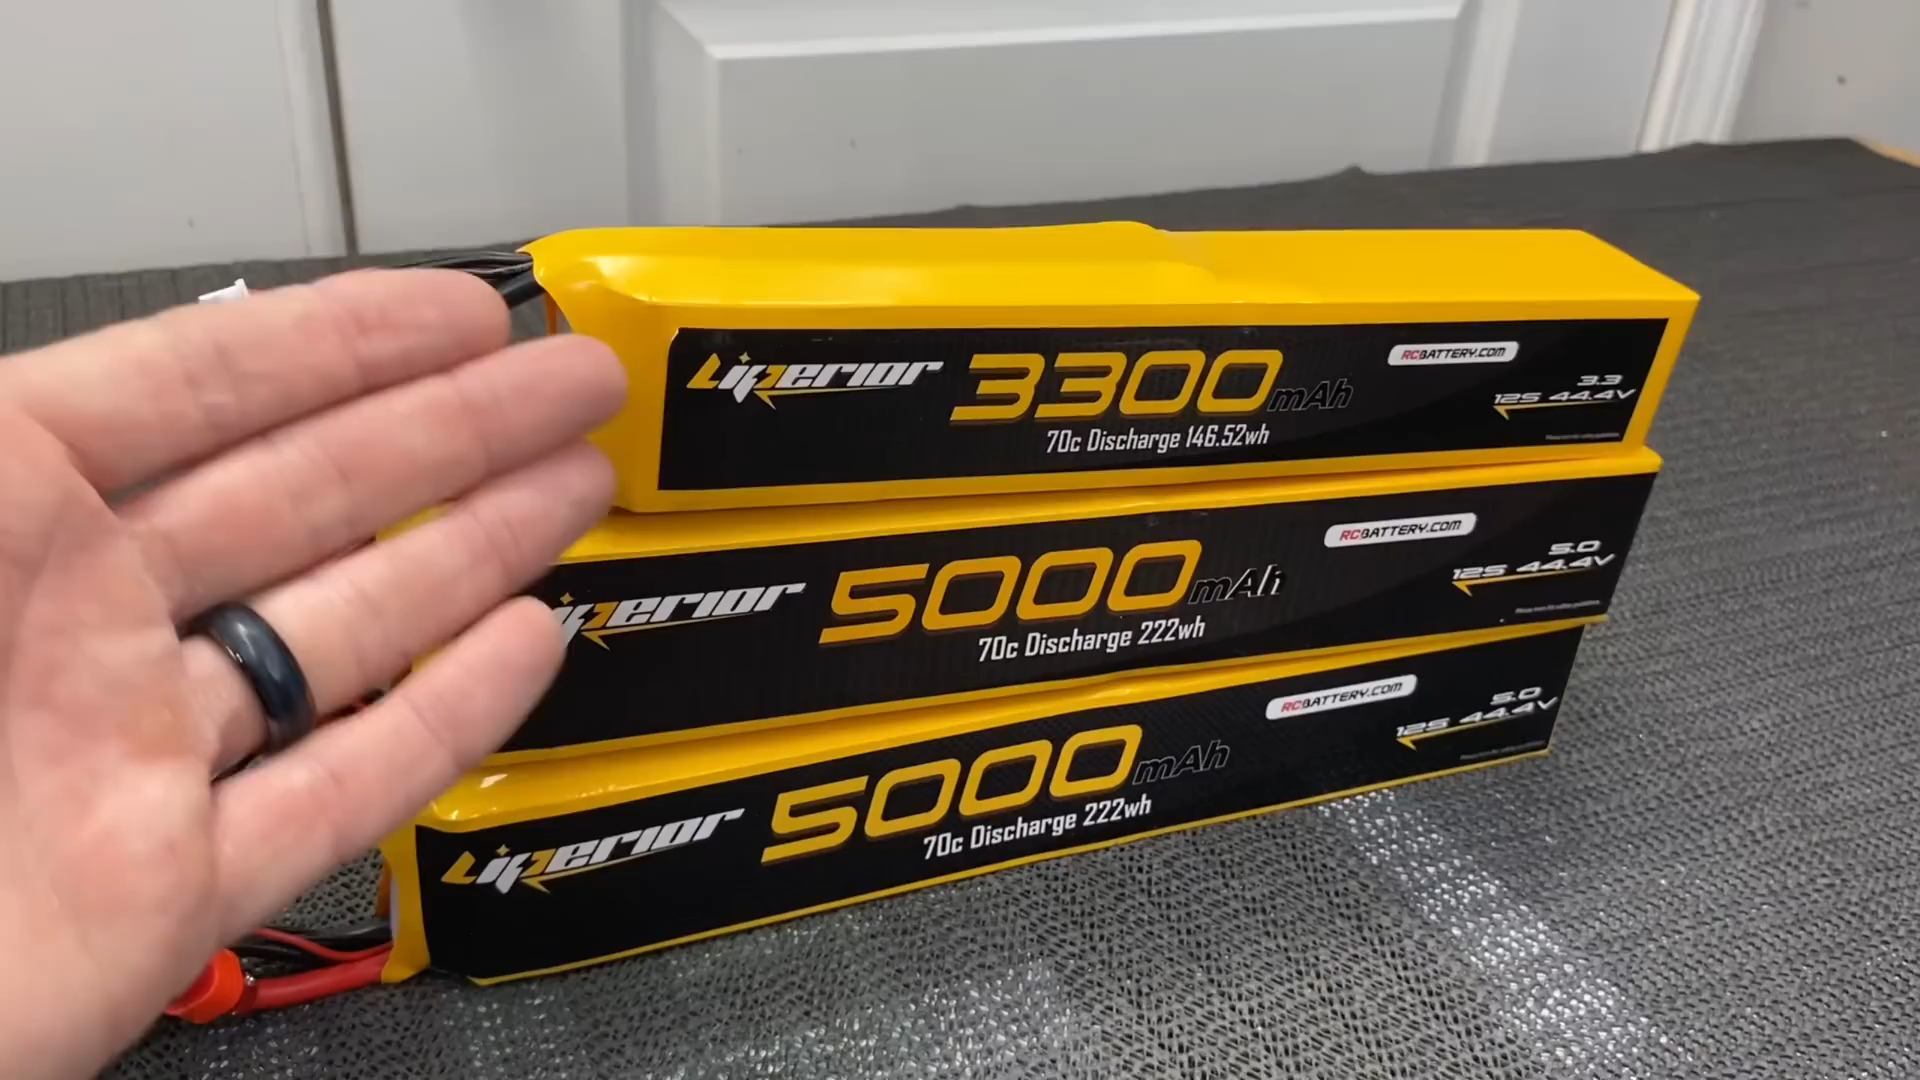 Liperior 3300mAh RCBATTERY.COM
70c Discharge 146.52wh
3.3
12S 44.4V
Liperior 5000mAh RCBATTERY.COM
70c Discharge 222wh
5.0
12S 44.4V
Liperior 5000mAh RCBATTERY.COM
70c Discharge 222wh
5.0
12S 44.4V